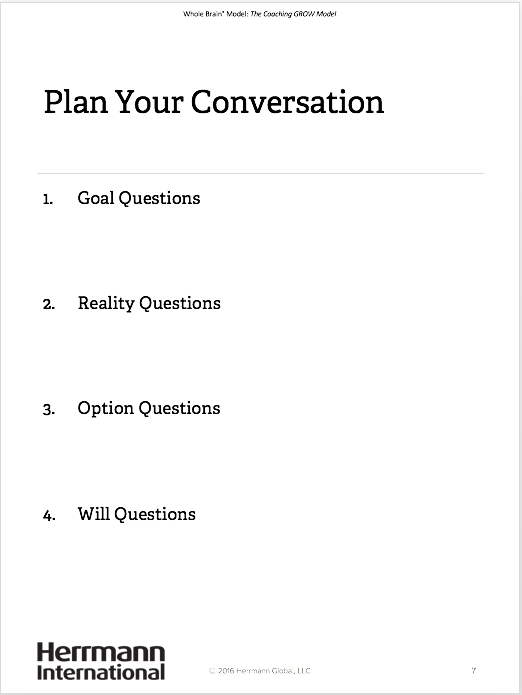 Whole Brain® Model: The Coaching GROW Model
Plan Your Conversation
1. Goal Questions
2. Reality Questions
3. Option Questions
4. Will Questions
Herrmann
International
© 2016 Herrmann Global, LLC
7